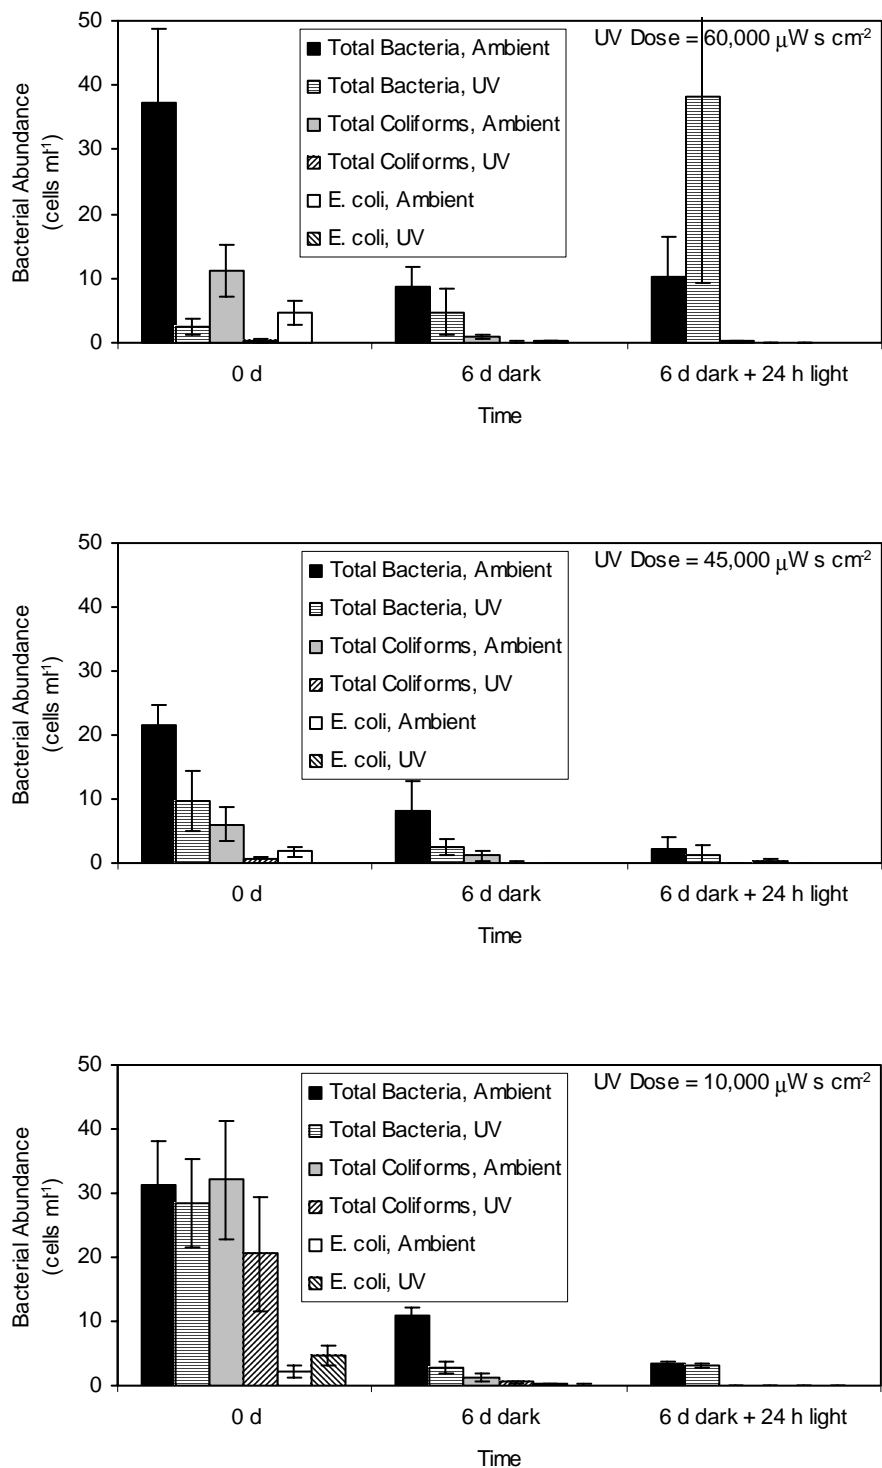 UV Dose = 60,000 μW s cm-2
50
40
30
20
10
0
Bacterial Abundance
(cells ml-1)
Total Bacteria, Ambient
Total Bacteria, UV
Total Coliforms, Ambient
Total Coliforms, UV
E. coli, Ambient
E. coli, UV
0 d
6 d dark
6 d dark + 24 h light
Time
UV Dose = 45,000 μW s cm-2
50
40
30
20
10
0
Bacterial Abundance
(cells ml-1)
Total Bacteria, Ambient
Total Bacteria, UV
Total Coliforms, Ambient
Total Coliforms, UV
E. coli, Ambient
E. coli, UV
0 d
6 d dark
6 d dark + 24 h light
Time
UV Dose = 10,000 μW s cm-2
50
40
30
20
10
0
Bacterial Abundance
(cells ml-1)
Total Bacteria, Ambient
Total Bacteria, UV
Total Coliforms, Ambient
Total Coliforms, UV
E. coli, Ambient
E. coli, UV
0 d
6 d dark
6 d dark + 24 h light
Time